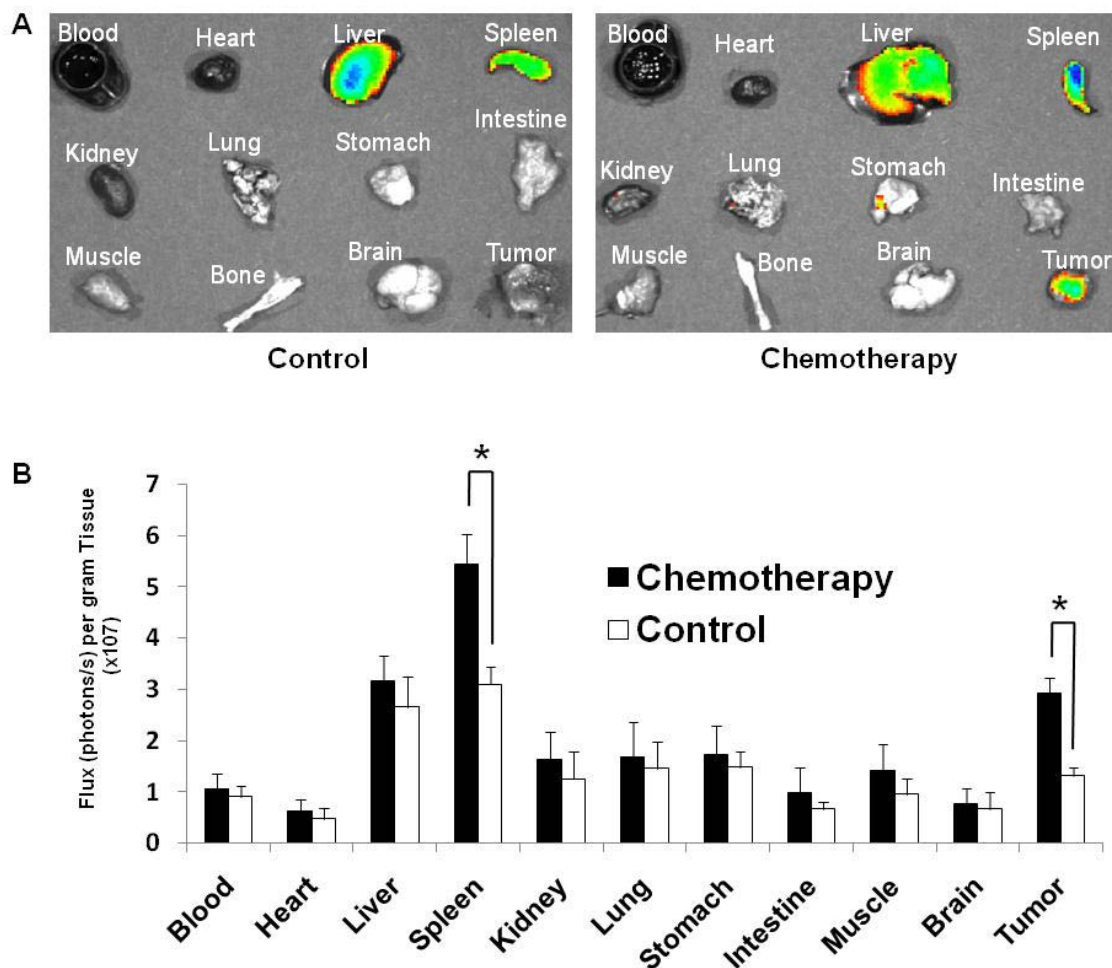 A
Blood Heart Liver Spleen
Kidney Lung Stomach Intestine
Muscle Bone Brain Tumor
Control
Blood Heart Liver Spleen
Kidney Lung Stomach Intestine
Muscle Bone Brain Tumor
Chemotherapy
B
Flux (photons/s) per gram Tissue
(x107)
7
6
5
4
3
2
1
0
*
*
Chemotherapy
Control
Blood Heart Liver Spleen Kidney Lung Stomach Intestine Muscle Brain Tumor